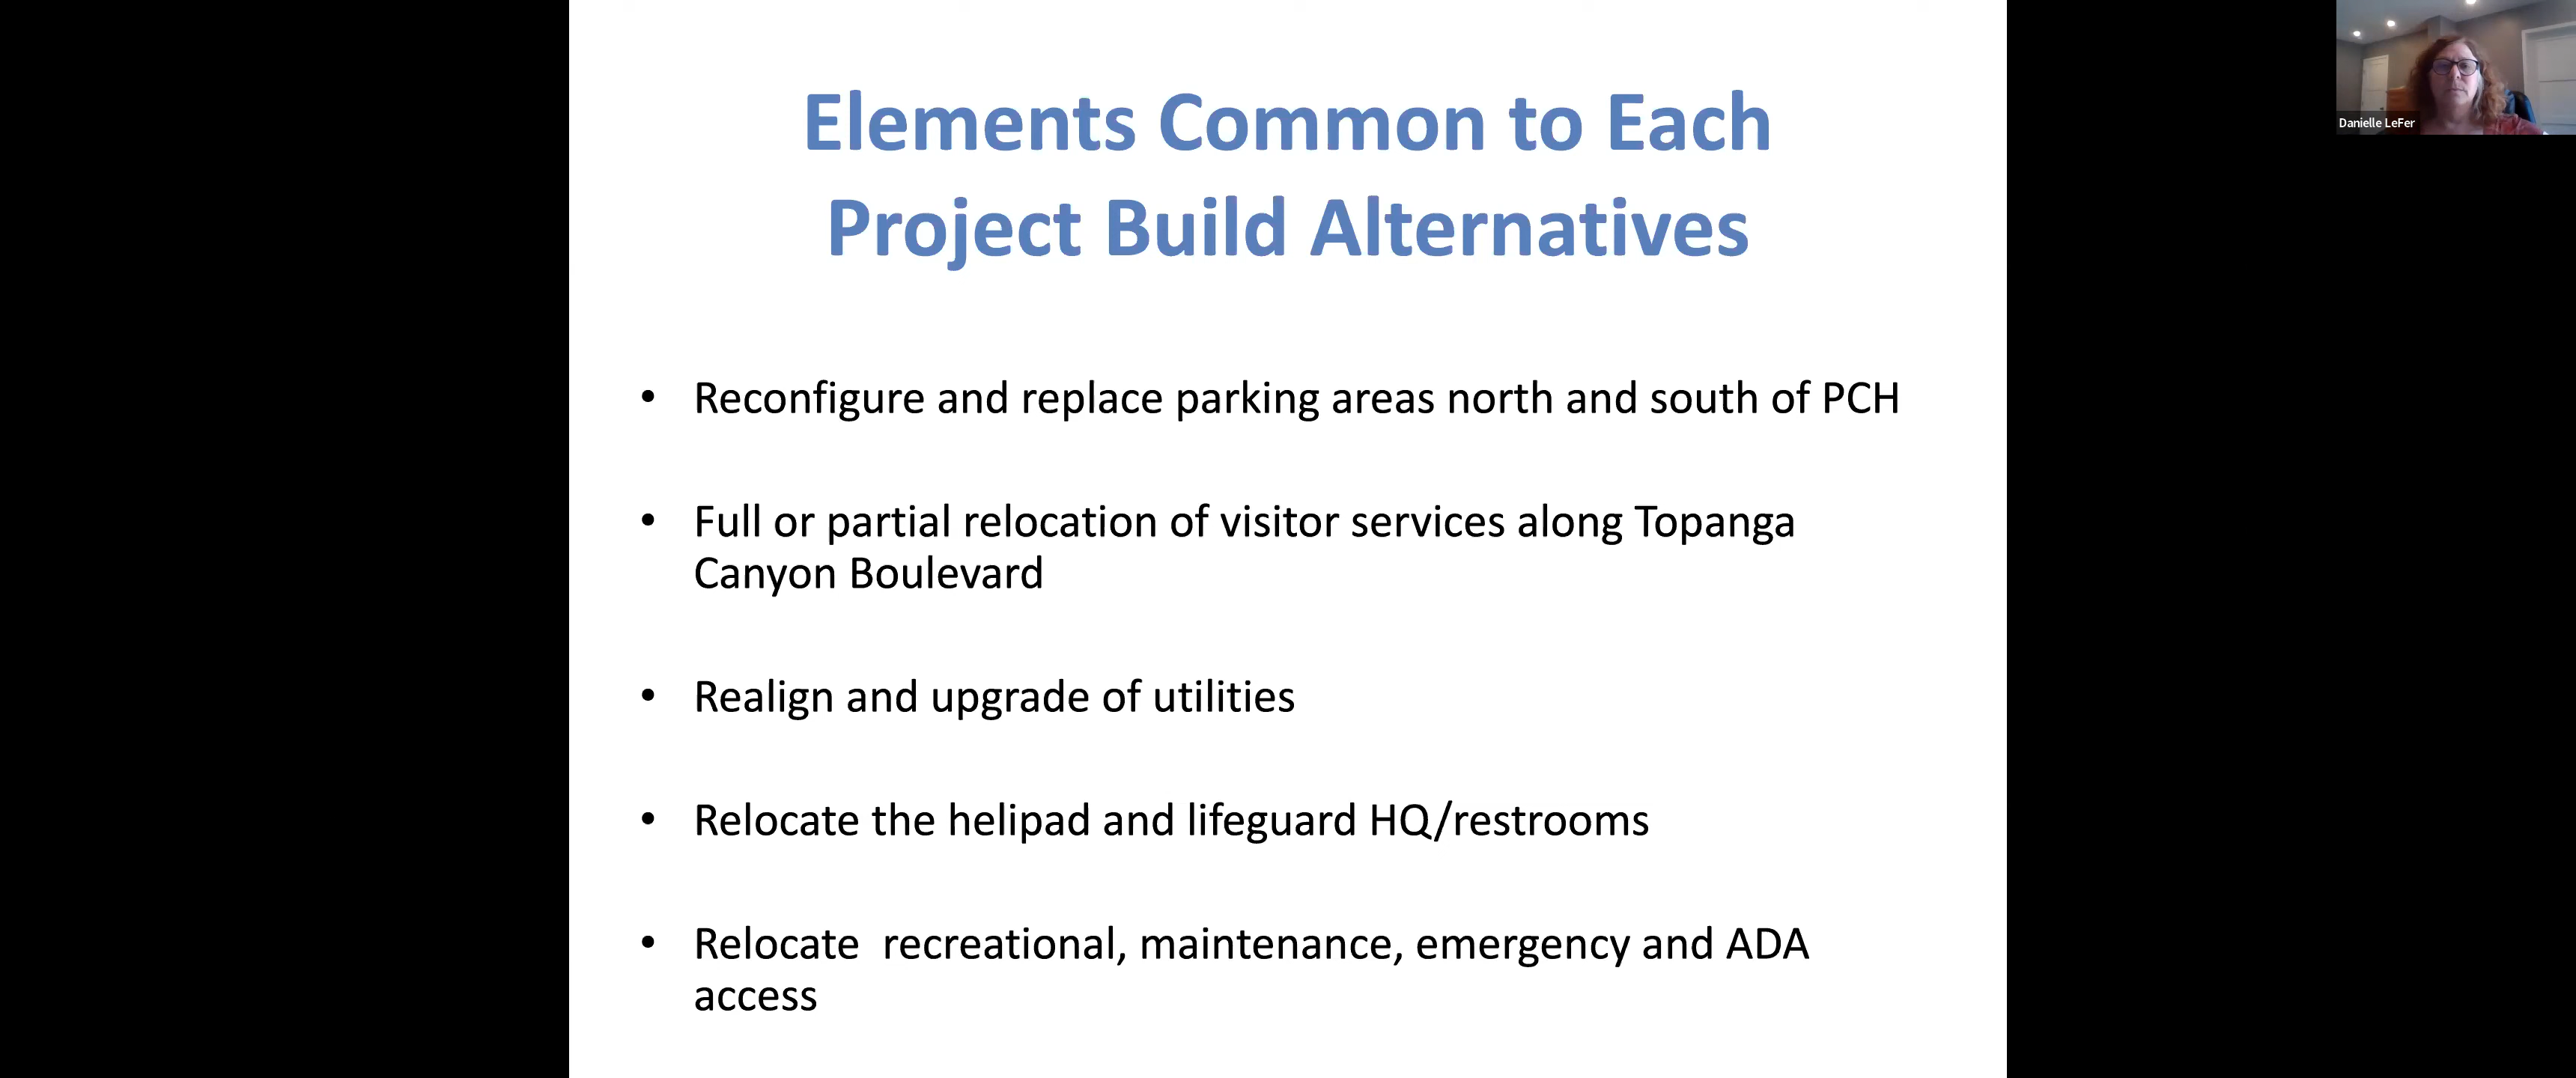 Elements Common to Each
Project Build Alternatives
• Reconfigure and replace parking areas north and south of PCH
• Full or partial relocation of visitor services along Topanga
Canyon Boulevard
• Realign and upgrade of utilities
• Relocate the helipad and lifeguard HQ/restrooms
• Relocate  recreational, maintenance, emergency and ADA
access
Danielle LeFer